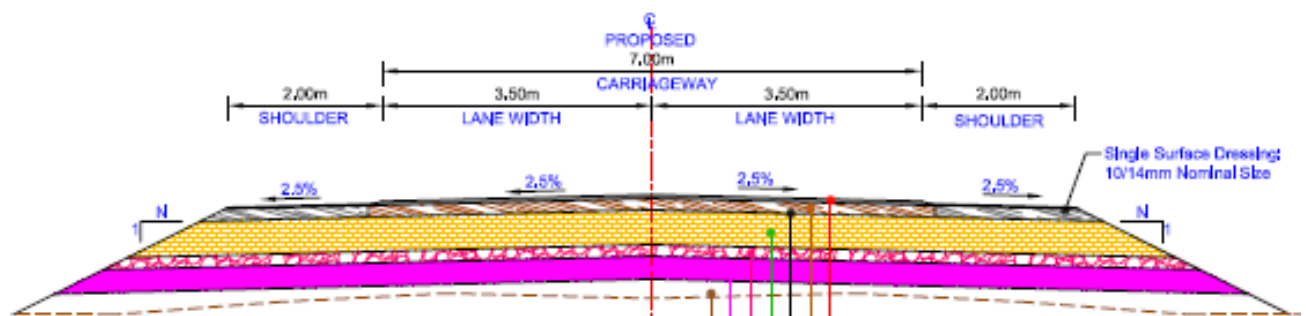 ℄
PROPOSED
7.00m
CARRIAGEWAY
2.00m 3.50m 3.50m 2.00m
SHOULDER LANE WIDTH LANE WIDTH SHOULDER
Single Surface Dressing:
10/14mm Nominal Size
2.5% 2.5% 2.5% 2.5%
N N
1 1